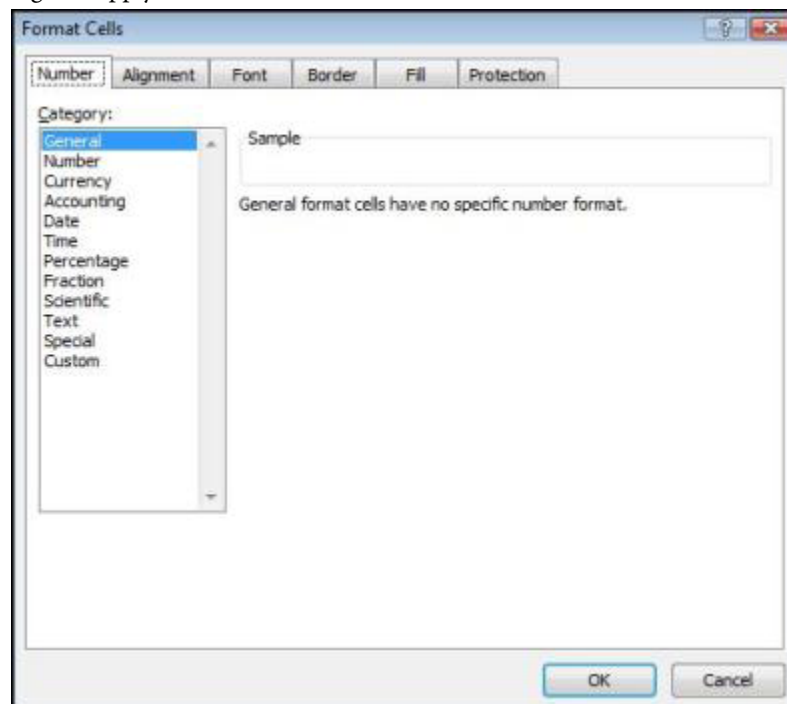 Format Cells
Number Alignment Font Border Fill Protection
Category:
General
Number
Currency
Accounting
Date
Time
Percentage
Fraction
Scientific
Text
Special
Custom
Sample
General format cells have no specific number format.
OK Cancel